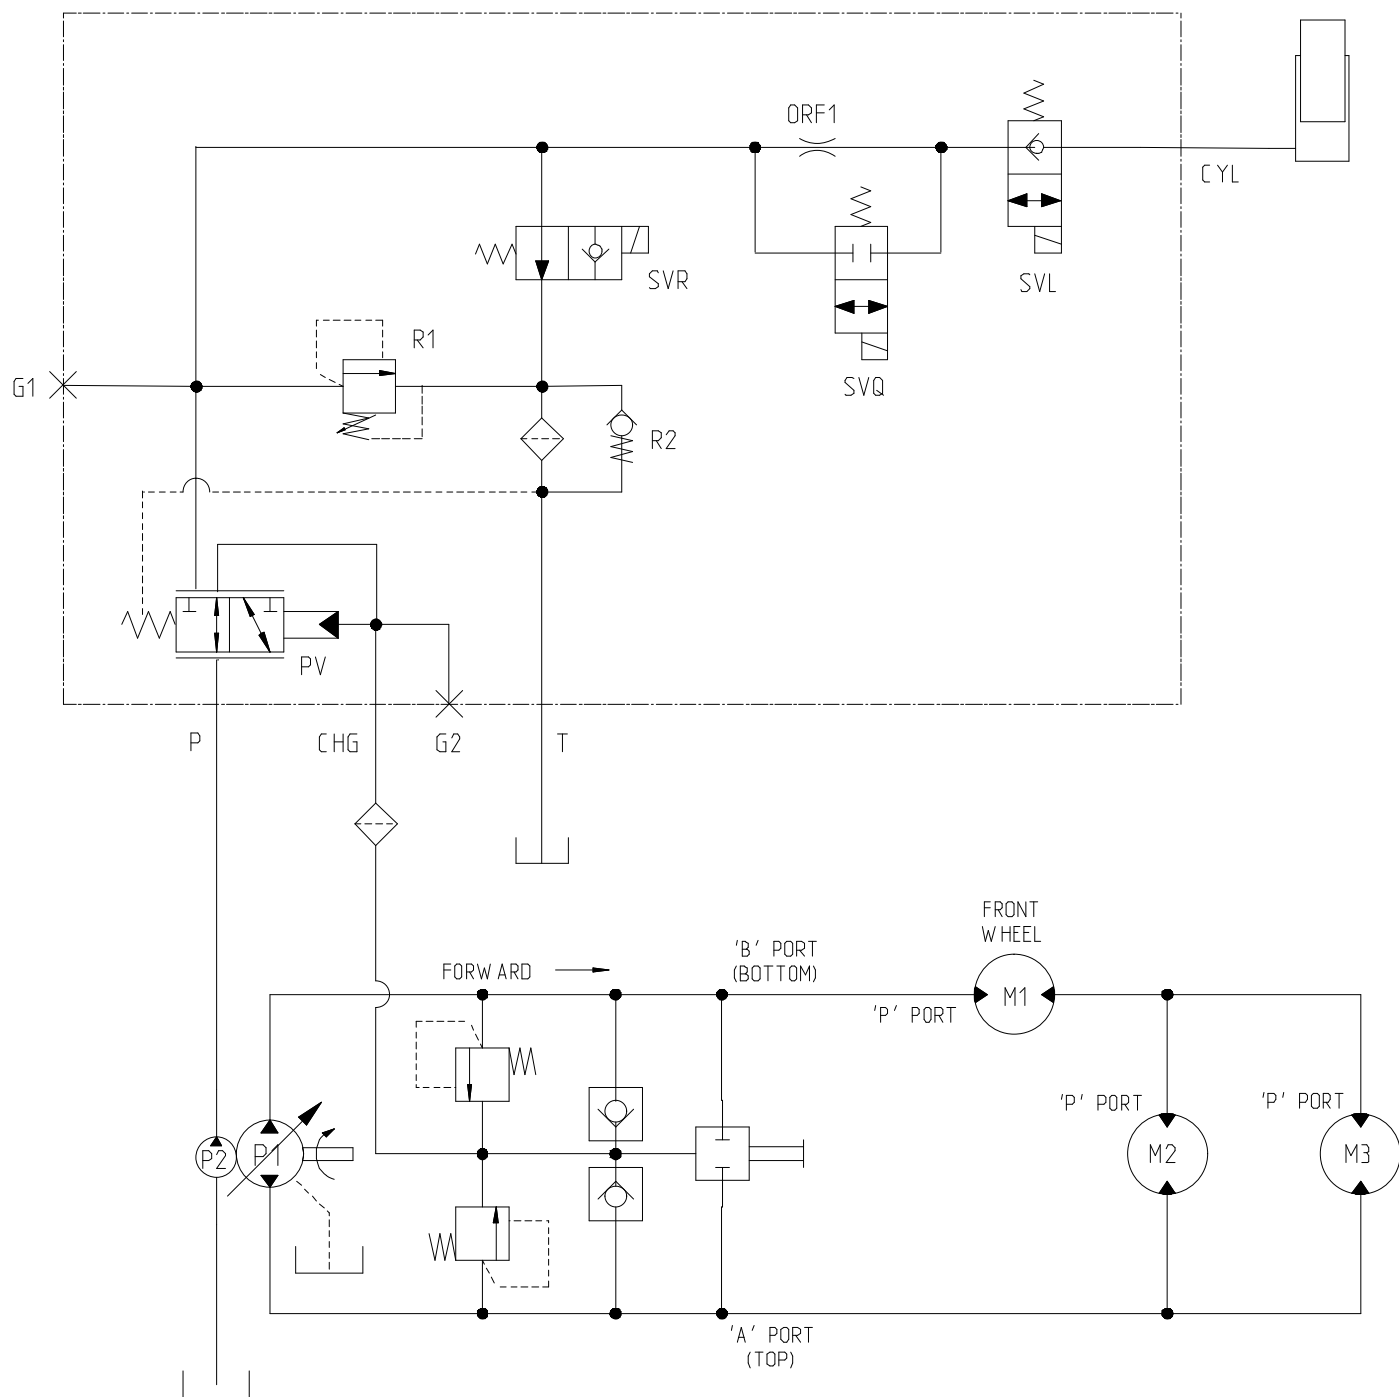 ORF1
CYL
SVR
SVL
R1
G1
SVQ
R2
PV
P
CHG
G2
T
FRONT
WHEEL
'B' PORT
(BOTTOM)
FORWARD
M1
'P' PORT
'P' PORT
'P' PORT
P2
P1
M2
M3
'A' PORT
(TOP)